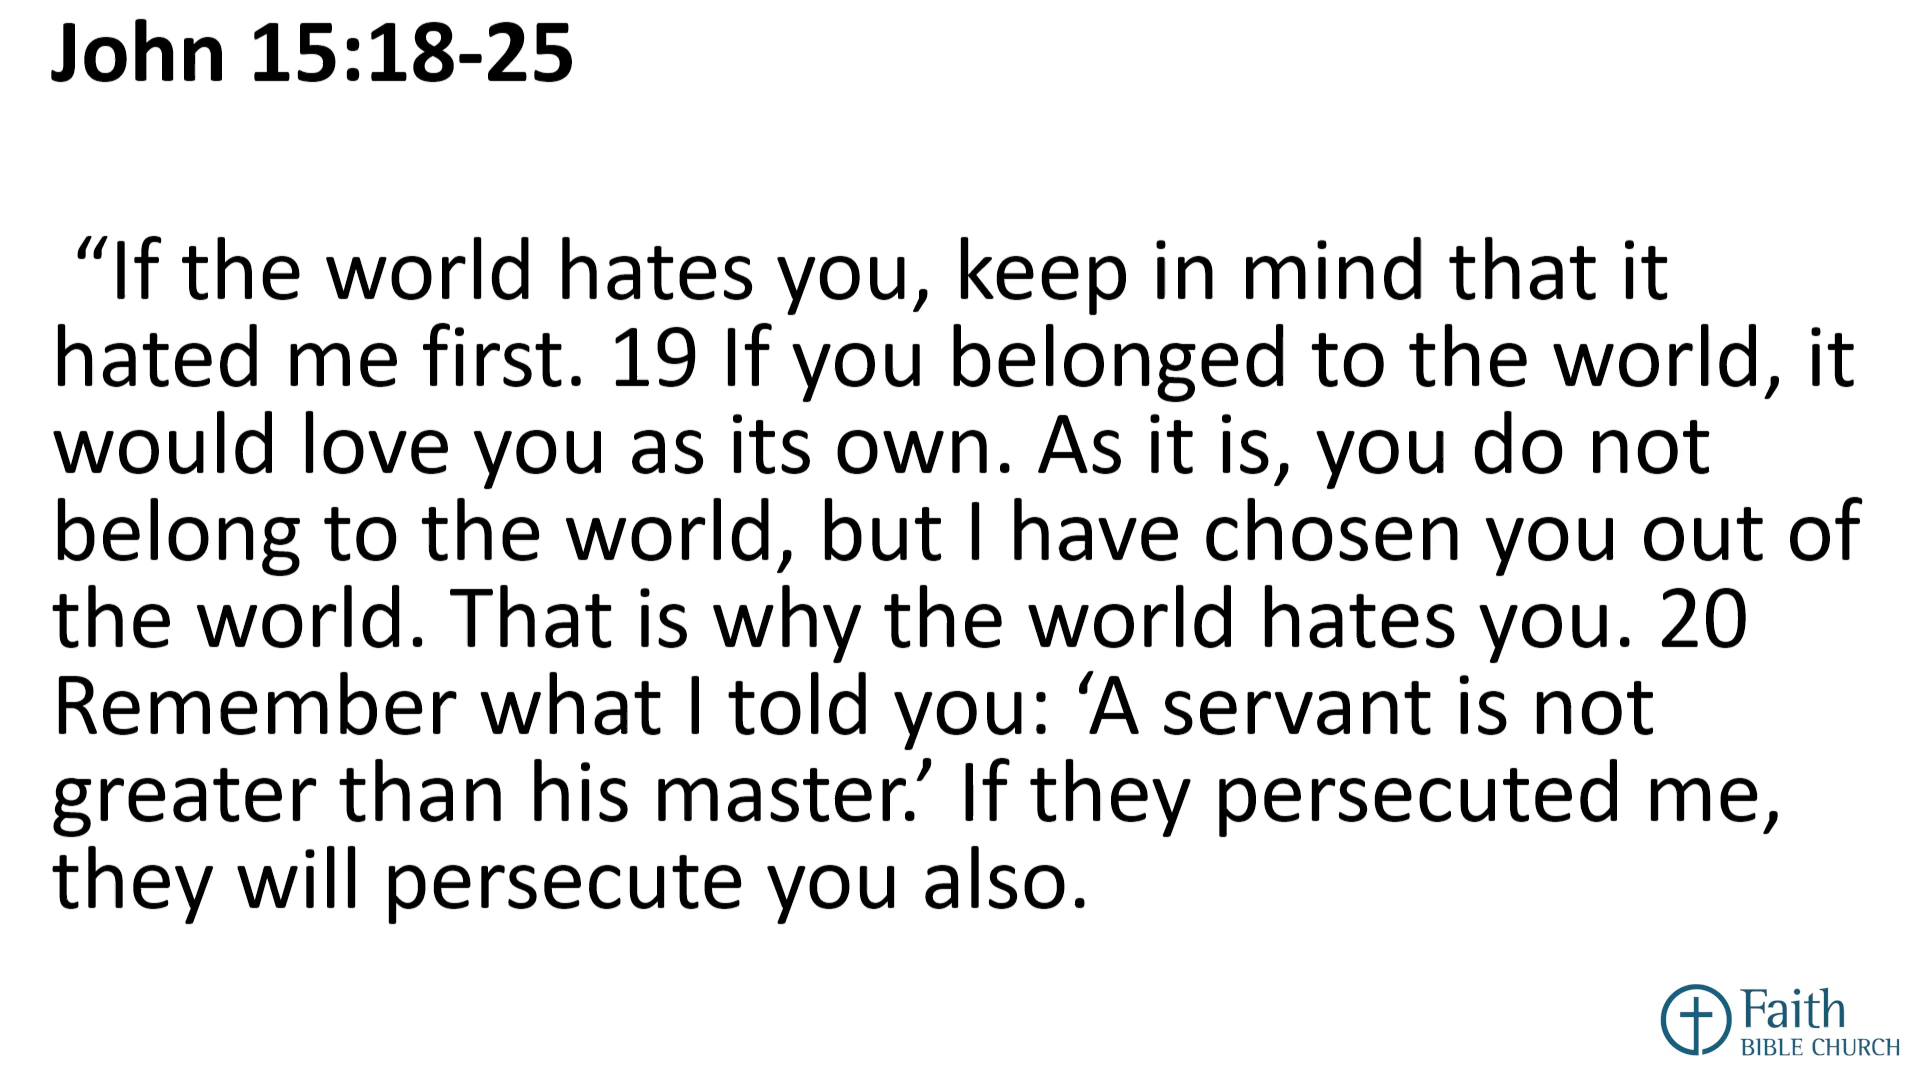 John 15:18-25
“If the world hates you, keep in mind that it
hated me first. 19 If you belonged to the world, it
would love you as its own. As it is, you do not
belong to the world, but I have chosen you out of
the world. That is why the world hates you. 20
Remember what I told you: ‘A servant is not
greater than his master.’ If they persecuted me,
they will persecute you also.
Faith
BIBLE CHURCH